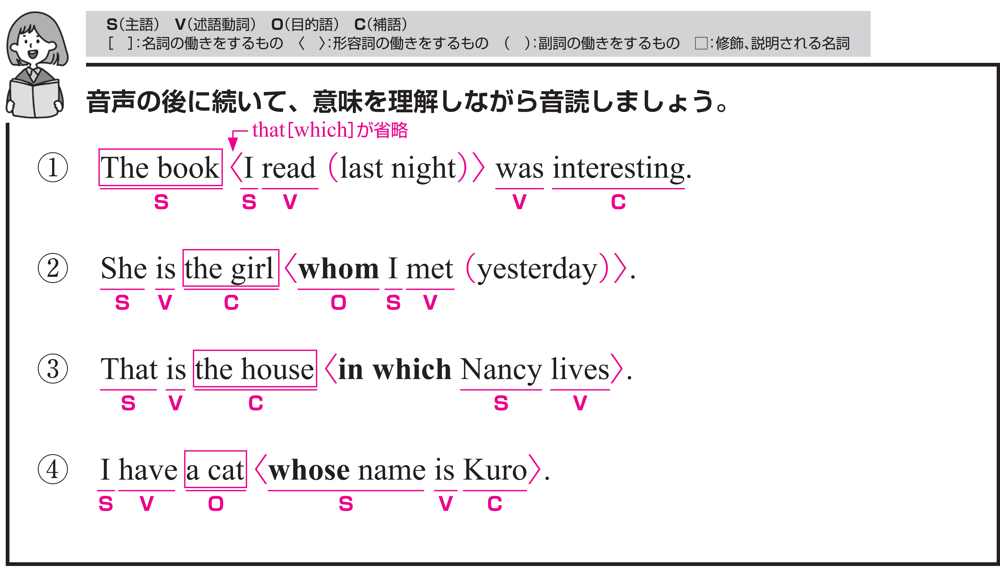 S(主語) V(述語動詞) O(目的語) C(補語)
[ ]:名詞の働きをするもの 〈 〉:形容詞の働きをするもの ( ):副詞の働きをするもの □:修飾、説明される名詞
音声の後に続いて、意味を理解しながら音読しましょう。
that[which]が省略
① The book 〈I read (last night)〉 was interesting.
S S V V C
② She is the girl 〈whom I met (yesterday)〉.
S V C O S V
③ That is the house 〈in which Nancy lives〉.
S V C S V
④ I have a cat 〈whose name is Kuro〉.
S V O S V C